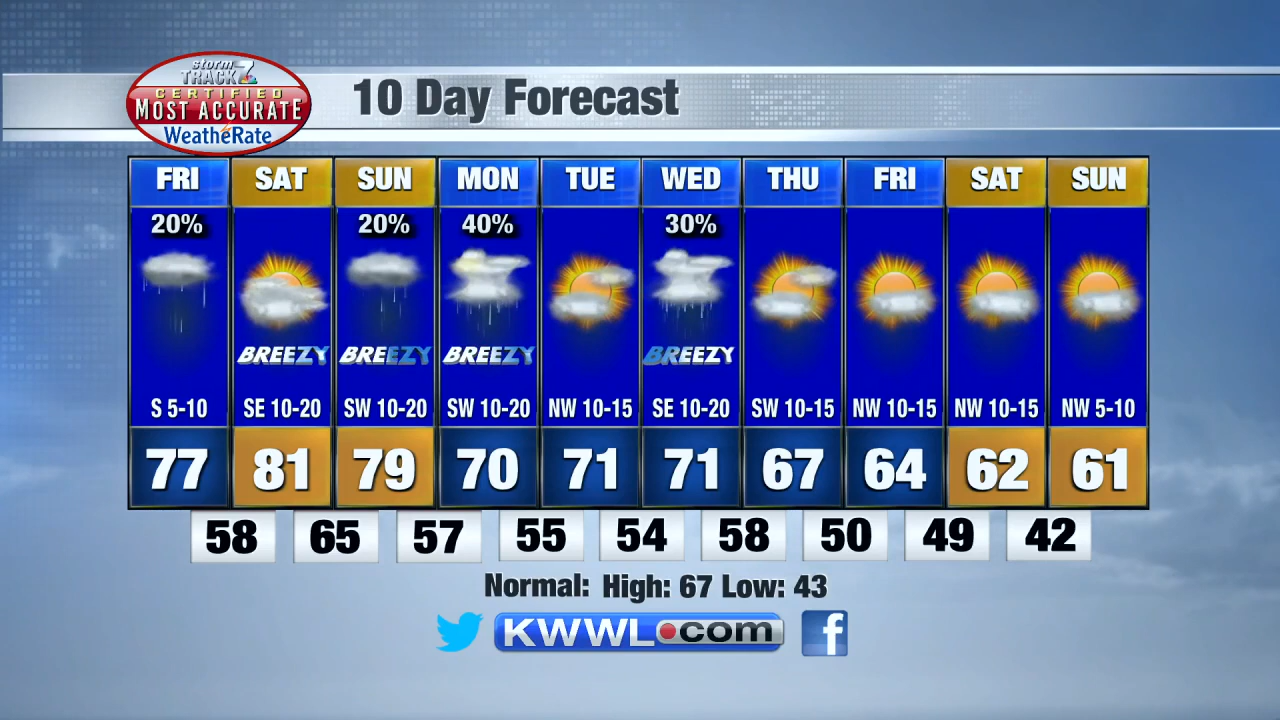 storm
TRACK 7
CERTIFIED
MOST ACCURATE
WeatheRate
10 Day Forecast
FRI SAT SUN MON TUE WED THU FRI SAT SUN
20% 20% 40% 30%
BREEZY BREEZY BREEZY BREEZY
S 5-10 SE 10-20 SW 10-20 SW 10-20 NW 10-15 SE 10-20 SW 10-15 NW 10-15 NW 10-15 NW 5-10
77 81 79 70 71 71 67 64 62 61
58 65 57 55 54 58 50 49 42
Normal: High: 67 Low: 43
KWWL.com f